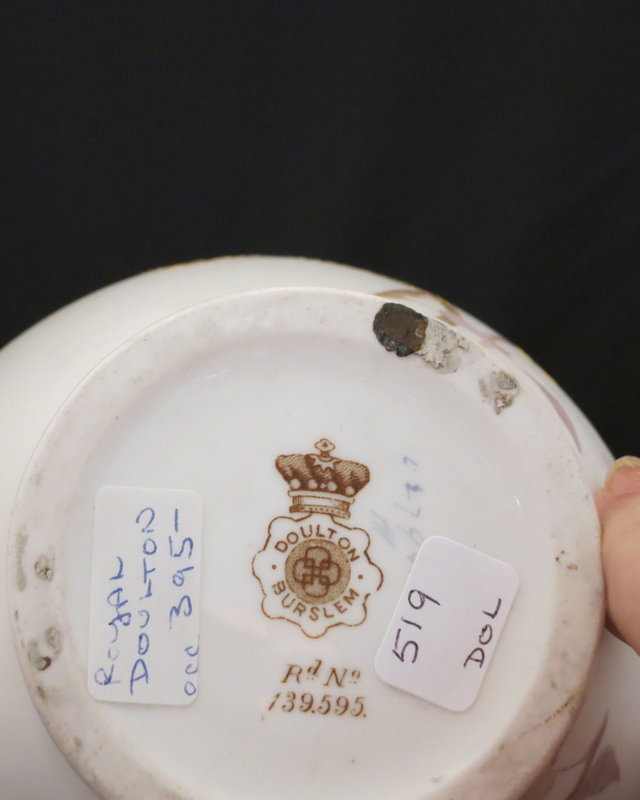 DOULTON
BURSLEM
Rd No
139.595.
ROYAL
DOULTON
occ 395-
519
DOL